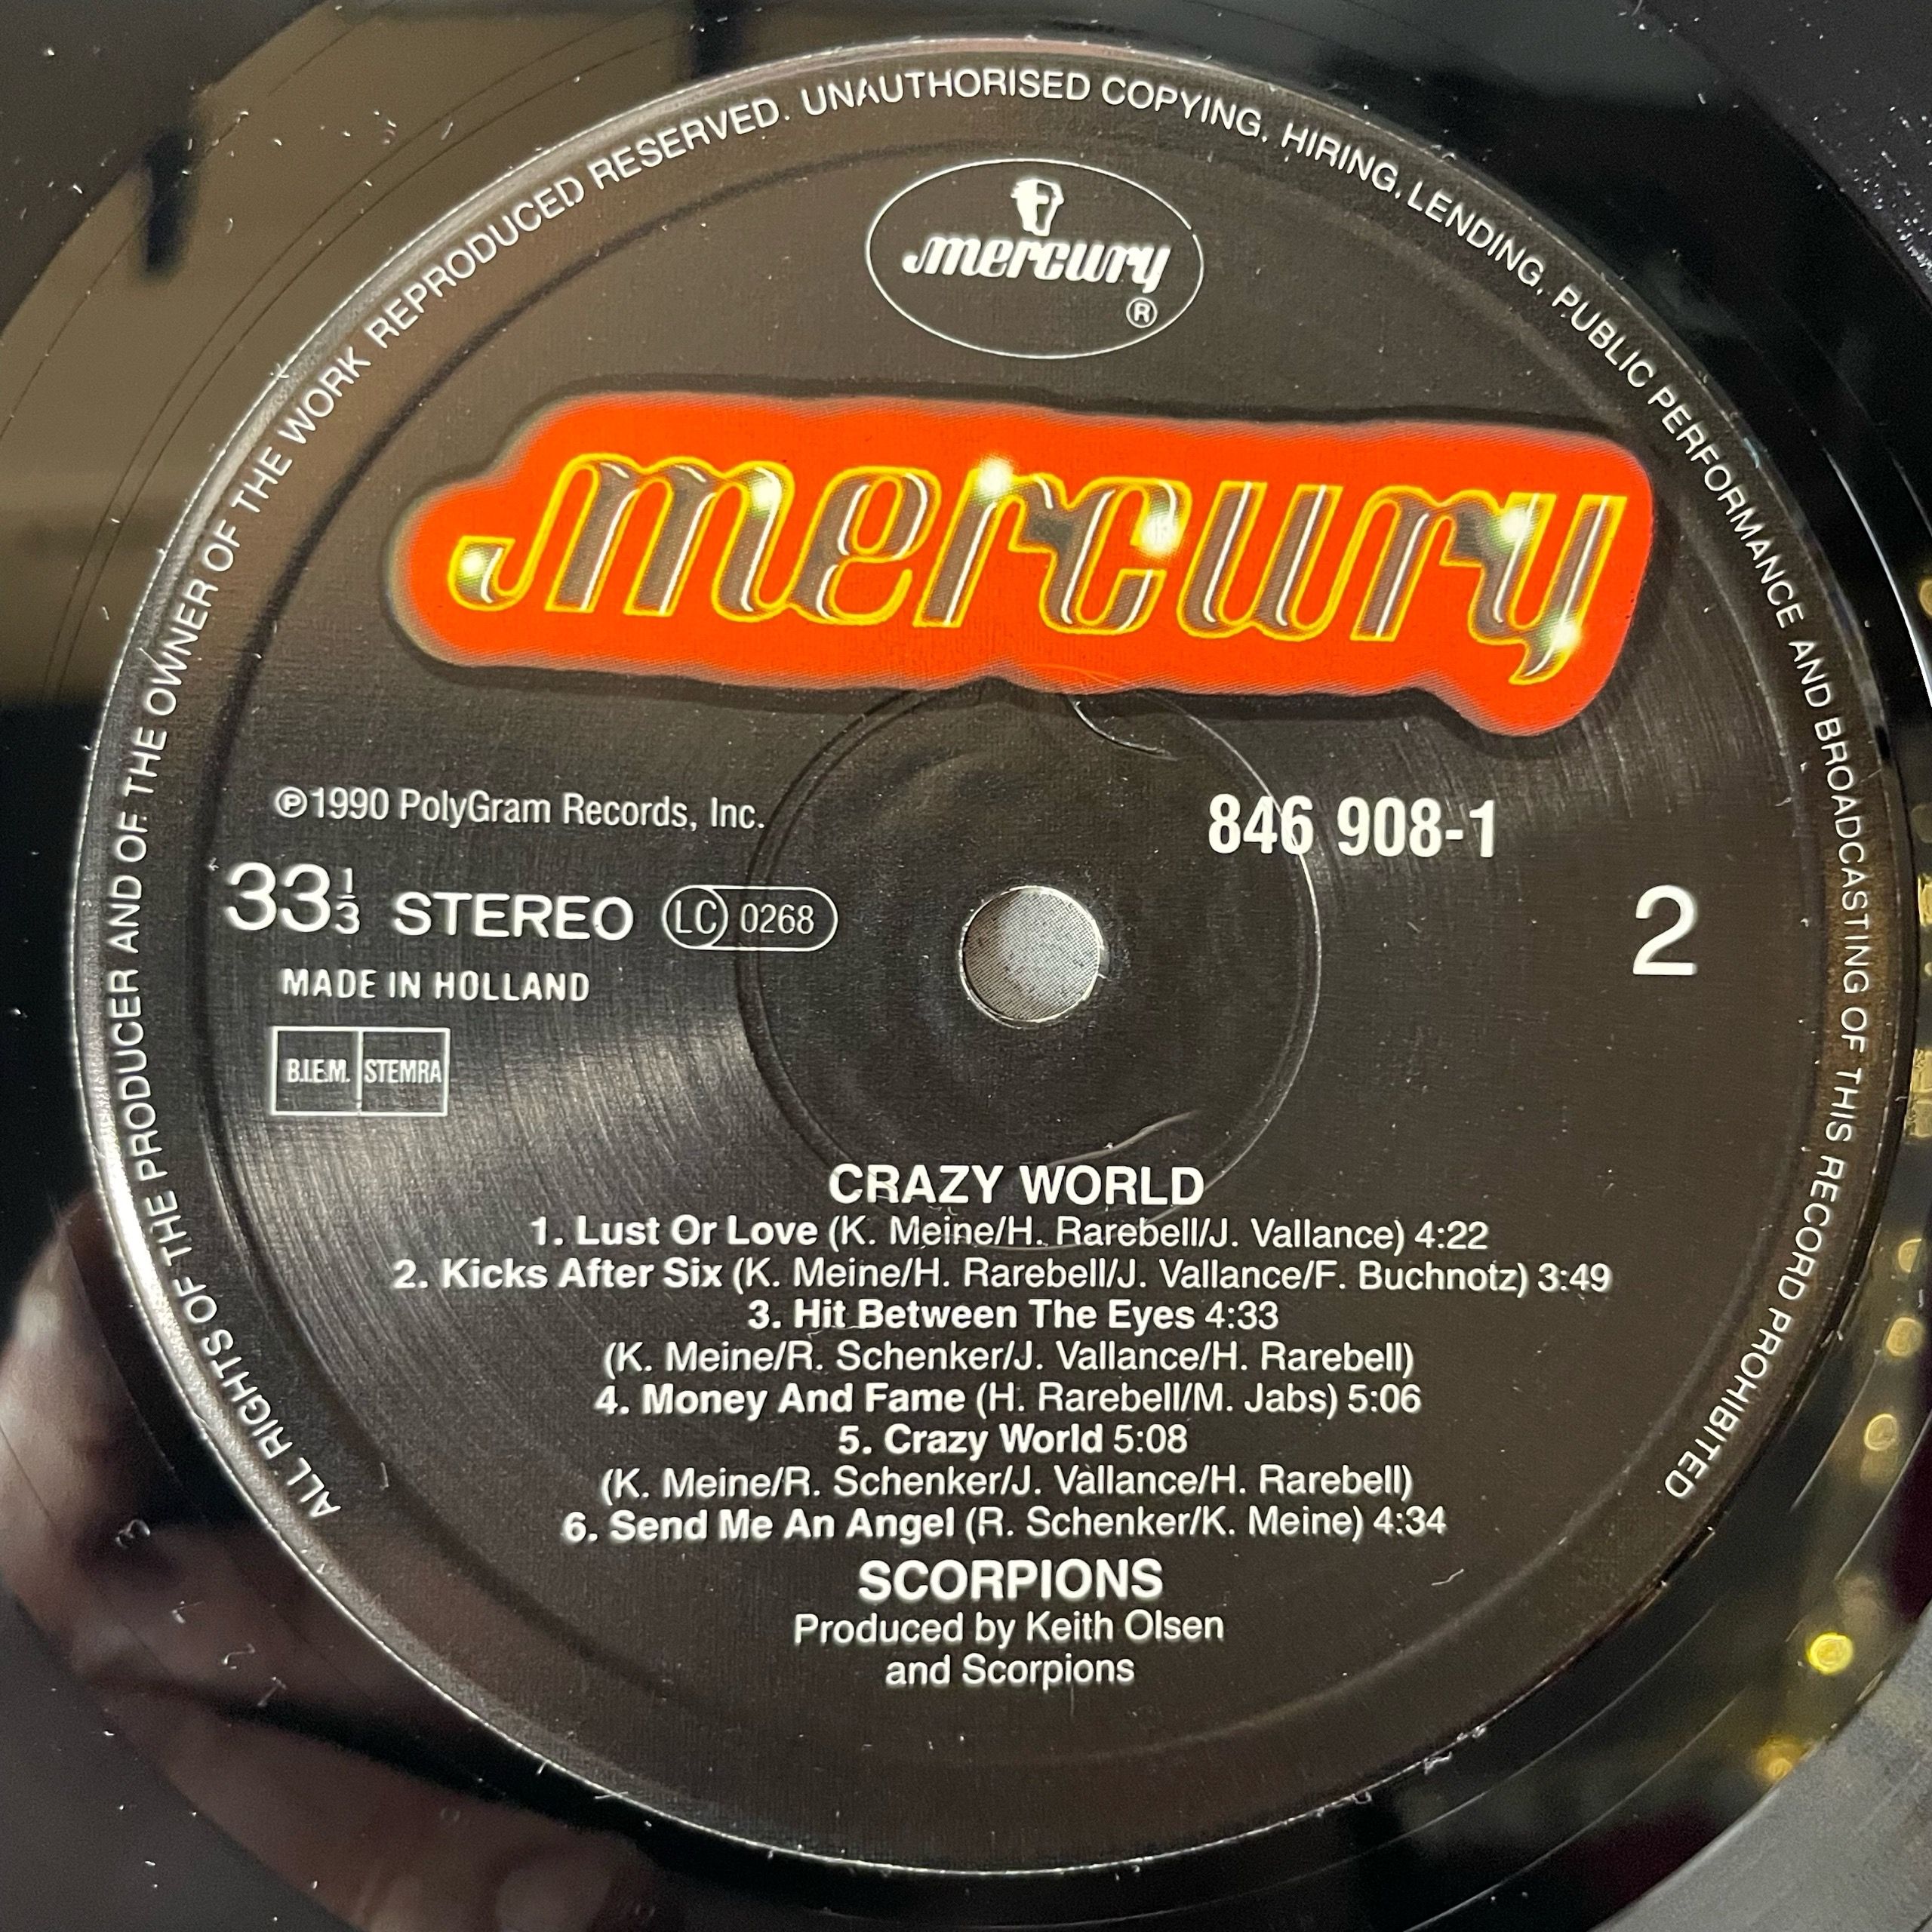 ALL RIGHTS OF THE PRODUCER AND OF THE OWNER OF THE WORK REPRODUCED RESERVED. UNAUTHORISED COPYING, HIRING, LENDING, PUBLIC PERFORMANCE AND BROADCASTING OF THIS RECORD PROHIBITED
mercury
®
mercury
℗1990 PolyGram Records, Inc.
846 908-1
33⅓ STEREO LC 0268
2
MADE IN HOLLAND
B.I.E.M. STEMRA
CRAZY WORLD
1. Lust Or Love (K. Meine/H. Rarebell/J. Vallance) 4:22
2. Kicks After Six (K. Meine/H. Rarebell/J. Vallance/F. Buchnotz) 3:49
3. Hit Between The Eyes 4:33
(K. Meine/R. Schenker/J. Vallance/H. Rarebell)
4. Money And Fame (H. Rarebell/M. Jabs) 5:06
5. Crazy World 5:08
(K. Meine/R. Schenker/J. Vallance/H. Rarebell)
6. Send Me An Angel (R. Schenker/K. Meine) 4:34
SCORPIONS
Produced by Keith Olsen
and Scorpions